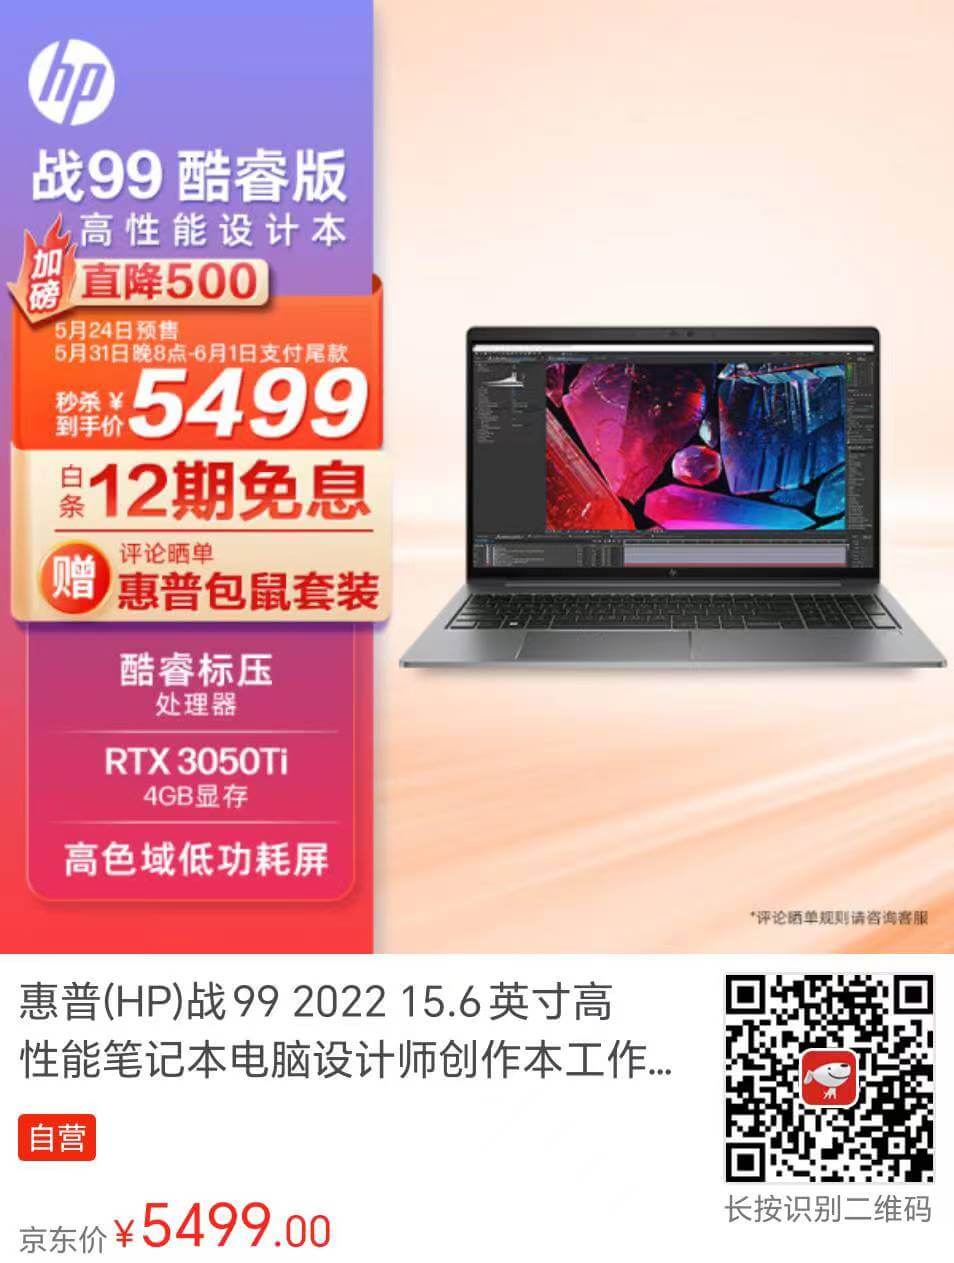 hp
战99 酷睿版
高性能设计本
加磅
直降500
5月24日预售
5月31日晚8点-6月1日支付尾款
秒杀到手价 ¥5499
白条12期免息
赠
评论晒单
惠普包鼠套装
酷睿标压
处理器
RTX 3050Ti
4GB显存
高色域低功耗屏
*评论晒单规则请咨询客服
惠普(HP)战99 2022 15.6英寸高
性能笔记本电脑设计师创作本工作...
自营
京东价 ¥5499.00
长按识别二维码